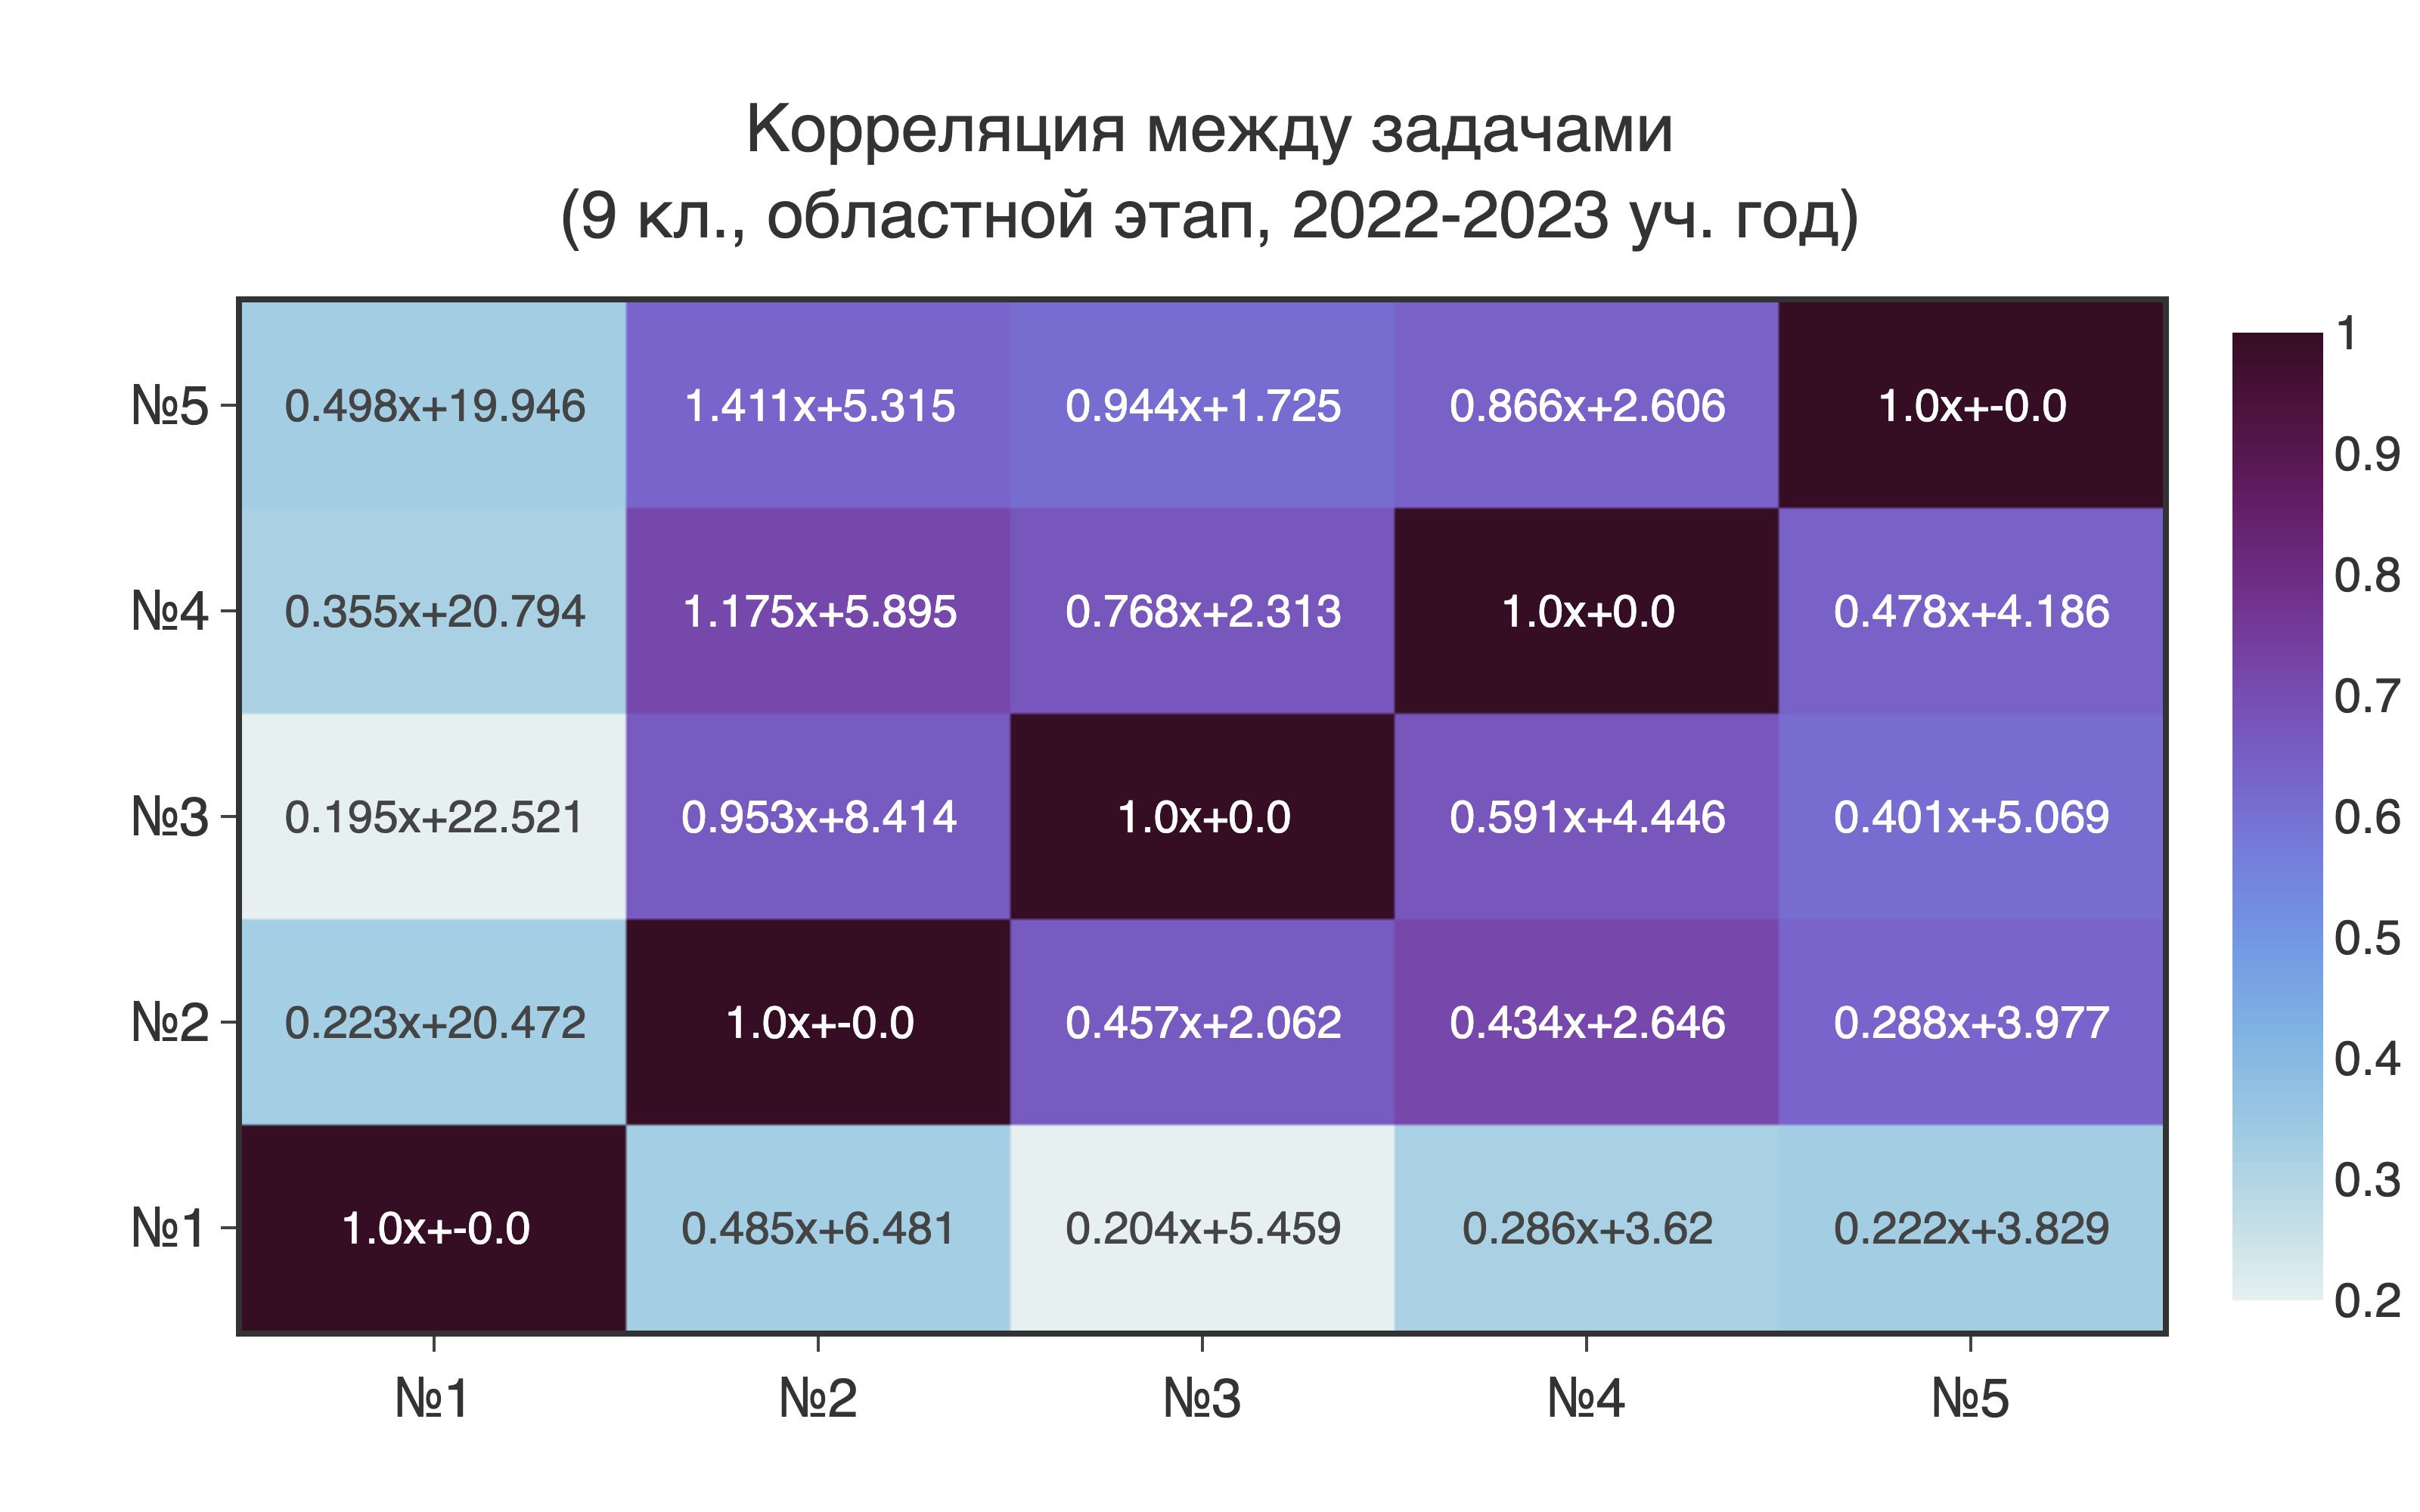 Корреляция между задачами
(9 кл., областной этап, 2022-2023 уч. год)
№5 0.498x+19.946 1.411x+5.315 0.944x+1.725 0.866x+2.606 1.0x+-0.0
№4 0.355x+20.794 1.175x+5.895 0.768x+2.313 1.0x+0.0 0.478x+4.186
№3 0.195x+22.521 0.953x+8.414 1.0x+0.0 0.591x+4.446 0.401x+5.069
№2 0.223x+20.472 1.0x+-0.0 0.457x+2.062 0.434x+2.646 0.288x+3.977
№1 1.0x+-0.0 0.485x+6.481 0.204x+5.459 0.286x+3.62 0.222x+3.829
№1 №2 №3 №4 №5
1
0.9
0.8
0.7
0.6
0.5
0.4
0.3
0.2